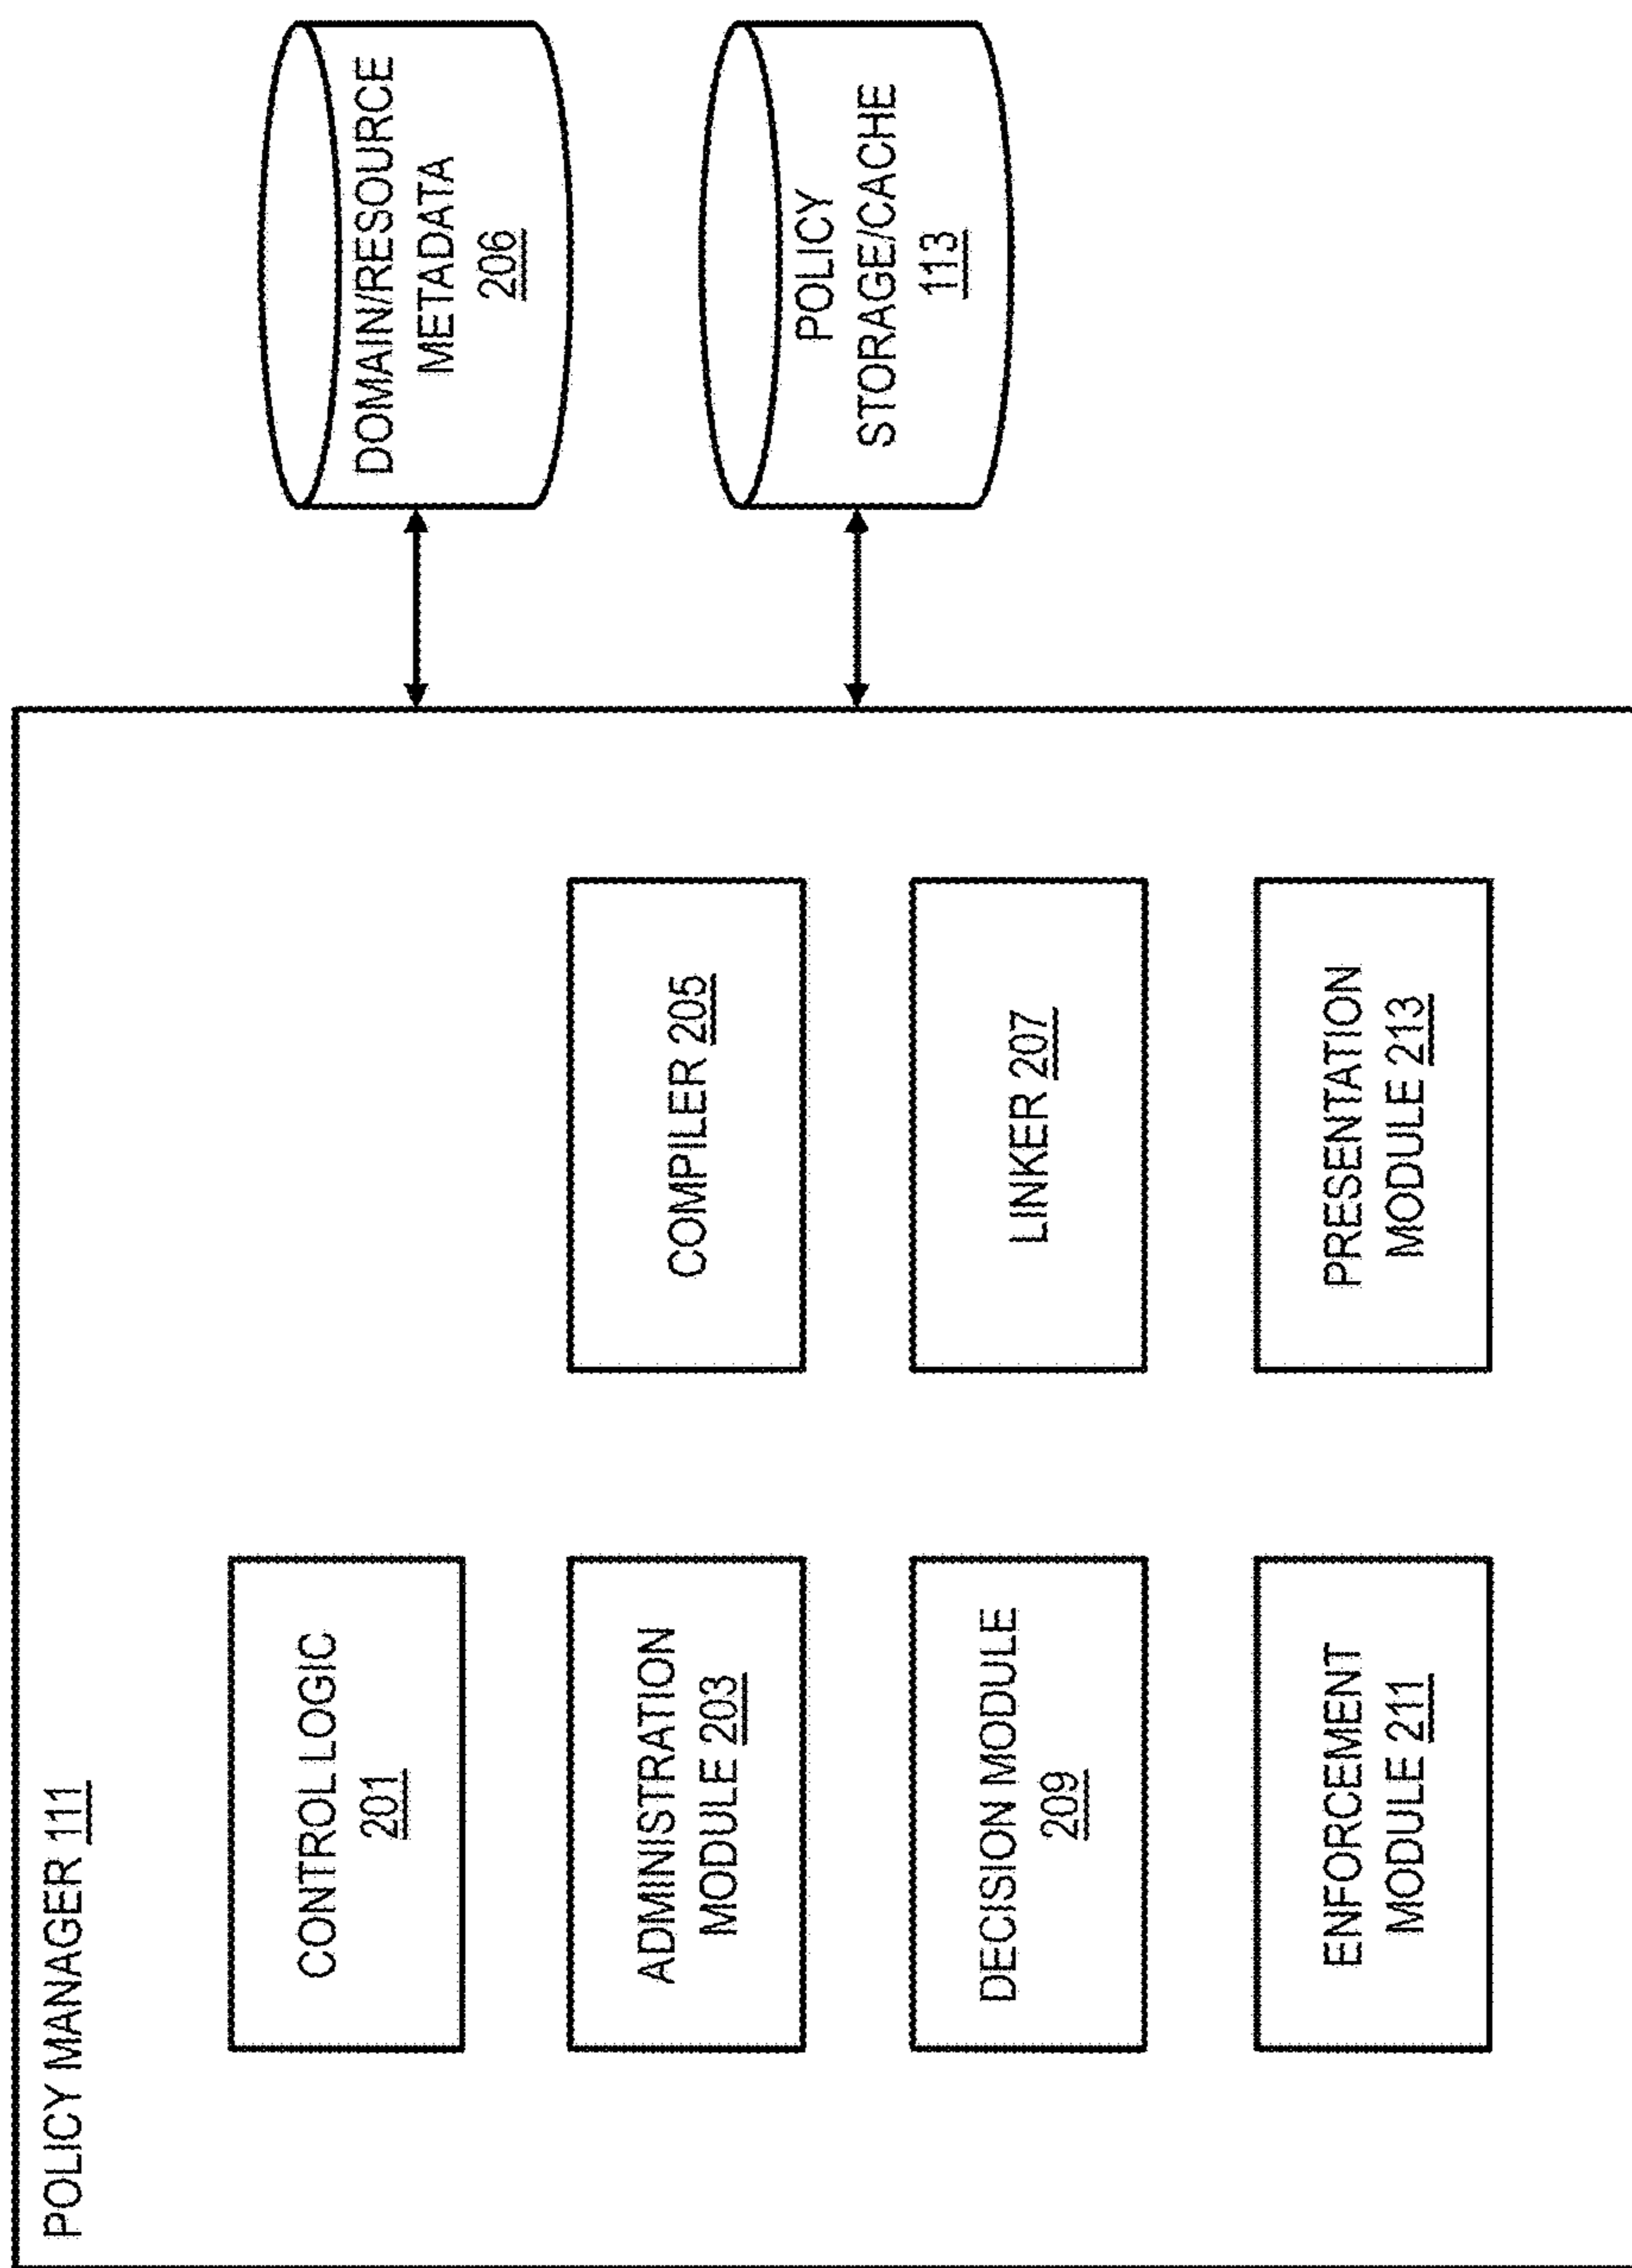 POLICY MANAGER 111
CONTROL LOGIC
201
ADMINISTRATION
MODULE 203
COMPILER 205
DECISION MODULE
209
LINKER 207
ENFORCEMENT
MODULE 211
PRESENTATION
MODULE 213
DOMAIN/RESOURCE
METADATA
206
POLICY
STORAGE/CACHE
113